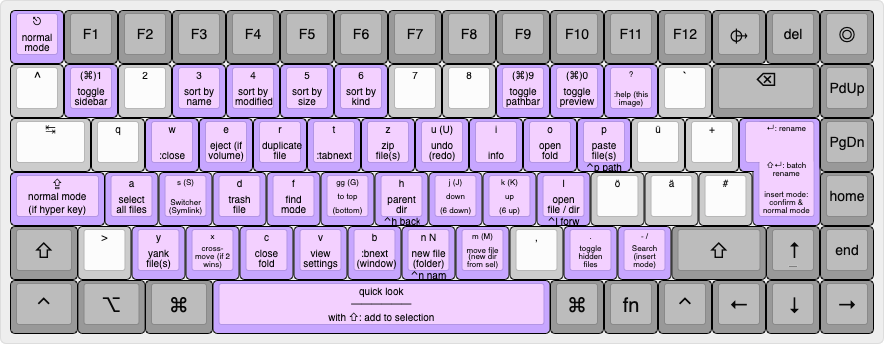 ⎋
normal
mode
F1
F2
F3
F4
F5
F6
F7
F8
F9
F10
F11
F12
del
◎
^
(⌘)1
toggle
sidebar
2
3
sort by
name
4
sort by
modified
5
sort by
size
6
sort by
kind
7
8
(⌘)9
toggle
pathbar
(⌘)0
toggle
preview
?
:help (this
image)
`
⌫
PdUp
↹
q
w
:close
e
eject (if
volume)
r
duplicate
file
t
:tabnext
z
zip
file(s)
u (U)
undo
(redo)
i
info
o
open
fold
p
paste
file(s)
^p path
ü
+
↵: rename
⇧↵: batch
rename
insert mode:
confirm &
normal mode
PgDn
⇪
normal mode
(if hyper key)
a
select
all files
s (S)
Switcher
(Symlink)
d
trash
file
f
find
mode
gg (G)
to top
(bottom)
h
parent
dir
^h back
j (J)
down
(6 down)
k (K)
up
(6 up)
l
open
file / dir
^l forw
ö
ä
#
home
⇧
>
y
yank
file(s)
x
cross-
move (if 2
wins)
c
close
fold
v
view
settings
b
:bnext
(window)
n N
new file
(folder)
^n nam
m (M)
move file
(new dir
from sel)
,
.
toggle
hidden
files
- /
Search
(insert
mode)
⇧
↑
end
^
⌥
⌘
quick look
with ⇧: add to selection
⌘
fn
^
←
↓
→